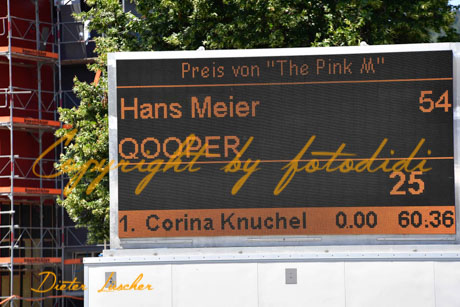 Preis von "The Pink M"
Hans Meier 54
QOOPER
Copyright by fotodidi
25
1. Corina Knuchel 0.00 60:36
Dieter Lüscher